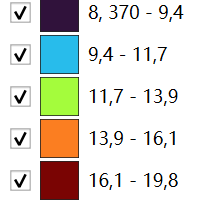 8, 370 - 9,4
9,4 - 11,7
11,7 - 13,9
13,9 - 16,1
16,1 - 19,8